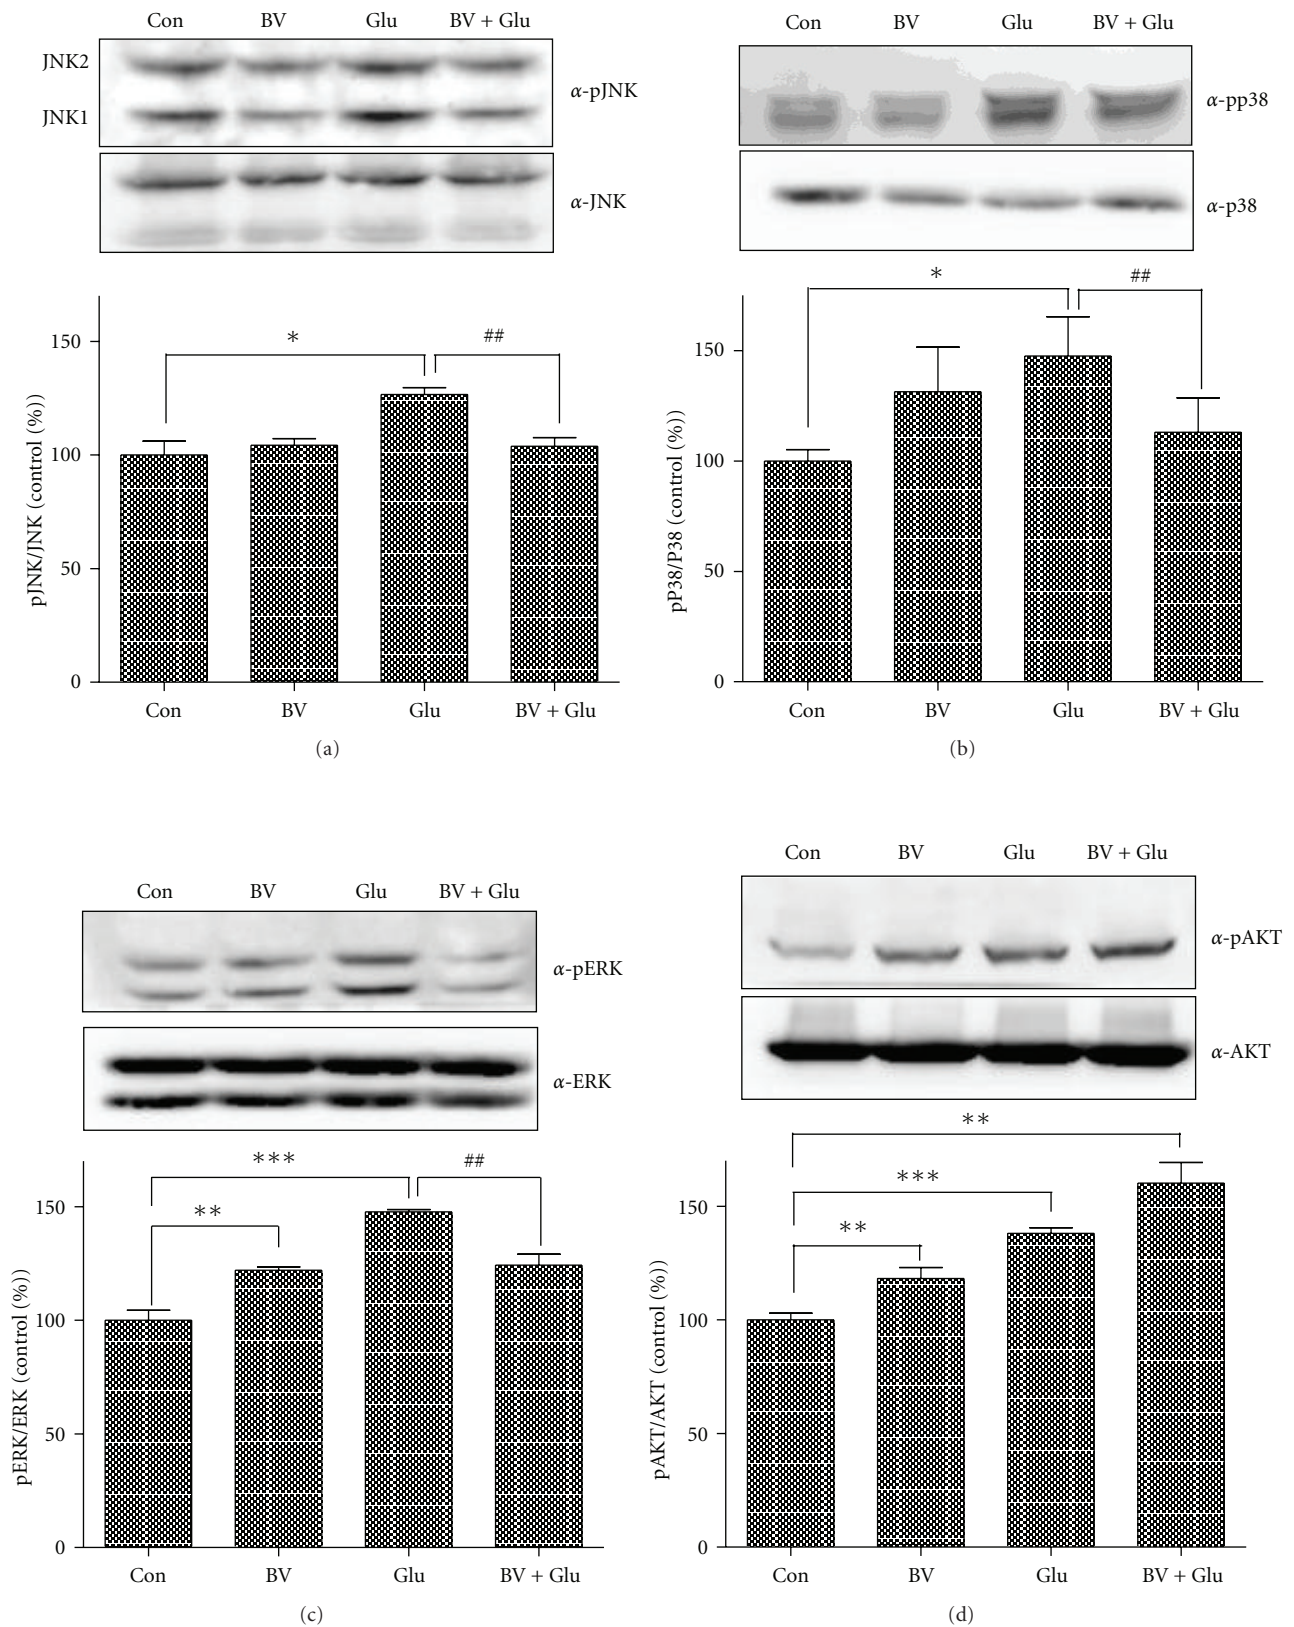 Con BV Glu BV + Glu
JNK2
α-pJNK
JNK1
α-JNK
*
##
150
100
50
0
pJNK/JNK (control (%))
Con BV Glu BV + Glu
(a)
Con BV Glu BV + Glu
α-pp38
α-p38
*
##
150
100
50
0
pP38/P38 (control (%))
Con BV Glu BV + Glu
(b)
Con BV Glu BV + Glu
α-pERK
α-ERK
***
##
**
150
100
50
0
pERK/ERK (control (%))
Con BV Glu BV + Glu
(c)
Con BV Glu BV + Glu
α-pAKT
α-AKT
**
***
**
150
100
50
0
pAKT/AKT (control (%))
Con BV Glu BV + Glu
(d)